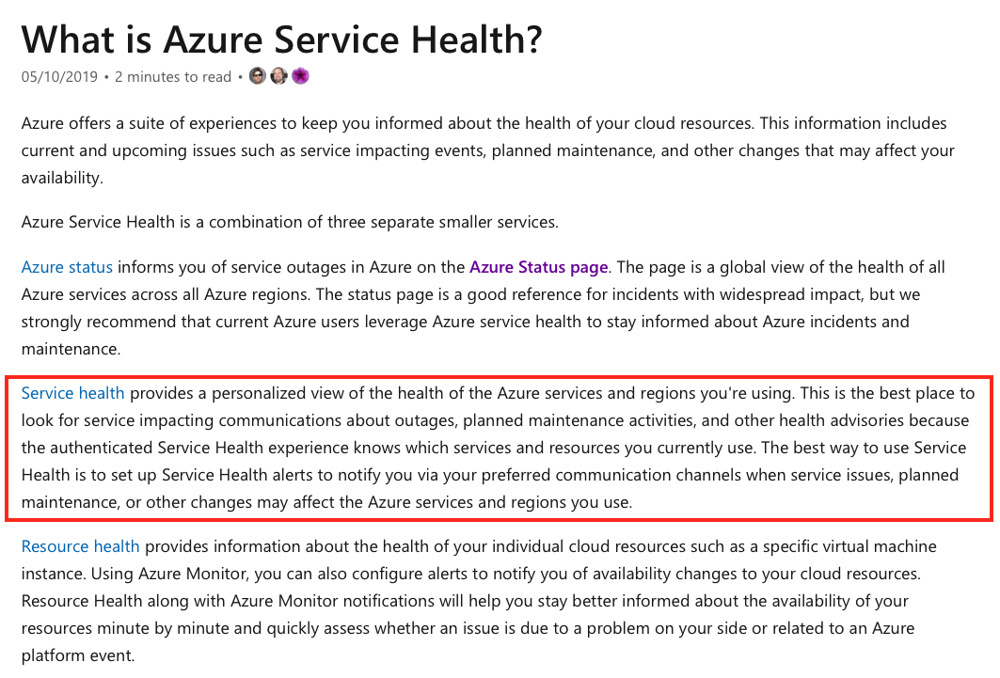 What is Azure Service Health?
05/10/2019 • 2 minutes to read •
Azure offers a suite of experiences to keep you informed about the health of your cloud resources. This information includes
current and upcoming issues such as service impacting events, planned maintenance, and other changes that may affect your
availability.
Azure Service Health is a combination of three separate smaller services.
Azure status informs you of service outages in Azure on the Azure Status page. The page is a global view of the health of all
Azure services across all Azure regions. The status page is a good reference for incidents with widespread impact, but we
strongly recommend that current Azure users leverage Azure service health to stay informed about Azure incidents and
maintenance.
Service health provides a personalized view of the health of the Azure services and regions you're using. This is the best place to
look for service impacting communications about outages, planned maintenance activities, and other health advisories because
the authenticated Service Health experience knows which services and resources you currently use. The best way to use Service
Health is to set up Service Health alerts to notify you via your preferred communication channels when service issues, planned
maintenance, or other changes may affect the Azure services and regions you use.
Resource health provides information about the health of your individual cloud resources such as a specific virtual machine
instance. Using Azure Monitor, you can also configure alerts to notify you of availability changes to your cloud resources.
Resource Health along with Azure Monitor notifications will help you stay better informed about the availability of your
resources minute by minute and quickly assess whether an issue is due to a problem on your side or related to an Azure
platform event.